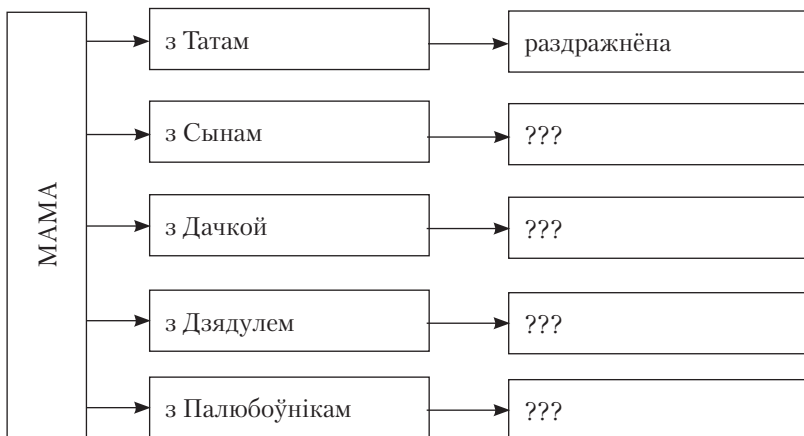 МАМА
з Татам
раздражнёна
з Сынам
???
з Дачкой
???
з Дзядулем
???
з Палюбоўнікам
???